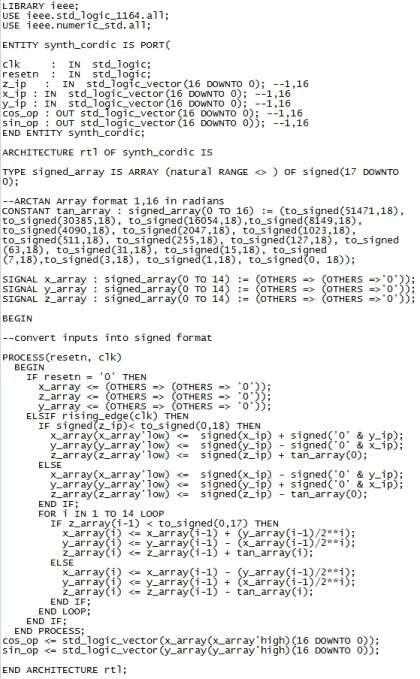 LIBRARY ieee;
USE ieee.std_logic_1164.all;
USE ieee.numeric_std.all;
ENTITY synth_cordic IS PORT(
clk : IN std_logic;
resetn : IN std_logic;
z_ip : IN std_logic_vector(16 DOWNTO 0); --1,16
x_ip : IN std_logic_vector(16 DOWNTO 0); --1,16
y_ip : IN std_logic_vector(16 DOWNTO 0); --1,16
cos_op : OUT std_logic_vector(16 DOWNTO 0); --1,16
sin_op : OUT std_logic_vector(16 DOWNTO 0)); --1,16
END ENTITY synth_cordic;
ARCHITECTURE rtl OF synth_cordic IS
TYPE signed_array IS ARRAY (natural RANGE <> ) OF signed(17 DOWNTO
0);
--ARCTAN Array format 1,16 in radians
CONSTANT tan_array : signed_array(0 TO 16) := (to_signed(51471,18),
to_signed(30385,18), to_signed(16054,18),to_signed(8149,18),
to_signed(4090,18), to_signed(2047,18), to_signed(1023,18),
to_signed(511,18), to_signed(255,18), to_signed(127,18), to_signed
(63,18), to_signed(31,18), to_signed(15,18), to_signed
(7,18),to_signed(3,18), to_signed(1,18), to_signed(0, 18));
SIGNAL x_array : signed_array(0 TO 14) := (OTHERS => (OTHERS =>'0'));
SIGNAL y_array : signed_array(0 TO 14) := (OTHERS => (OTHERS =>'0'));
SIGNAL z_array : signed_array(0 TO 14) := (OTHERS => (OTHERS =>'0'));
BEGIN
--convert inputs into signed format
PROCESS(resetn, clk)
BEGIN
IF resetn = '0' THEN
x_array <= (OTHERS => (OTHERS => '0'));
z_array <= (OTHERS => (OTHERS => '0'));
y_array <= (OTHERS => (OTHERS => '0'));
ELSIF rising_edge(clk) THEN
IF signed(z_ip)< to_signed(0,18) THEN
x_array(x_array'low) <= signed(x_ip) + signed('0' & y_ip);
y_array(y_array'low) <= signed(y_ip) - signed('0' & x_ip);
z_array(z_array'low) <= signed(z_ip) + tan_array(0);
ELSE
x_array(x_array'low) <= signed(x_ip) - signed('0' & y_ip);
y_array(y_array'low) <= signed(y_ip) + signed('0' & x_ip);
z_array(z_array'low) <= signed(z_ip) - tan_array(0);
END IF;
FOR i IN 1 TO 14 LOOP
IF z_array(i-1) < to_signed(0,17) THEN
x_array(i) <= x_array(i-1) + (y_array(i-1)/2**i);
y_array(i) <= y_array(i-1) - (x_array(i-1)/2**i);
z_array(i) <= z_array(i-1) + tan_array(i);
ELSE
x_array(i) <= x_array(i-1) - (y_array(i-1)/2**i);
y_array(i) <= y_array(i-1) + (x_array(i-1)/2**i);
z_array(i) <= z_array(i-1) - tan_array(i);
END IF;
END LOOP;
END IF;
END PROCESS;
cos_op <= std_logic_vector(x_array(x_array'high)(16 DOWNTO 0));
sin_op <= std_logic_vector(y_array(y_array'high)(16 DOWNTO 0));
END ARCHITECTURE rtl;